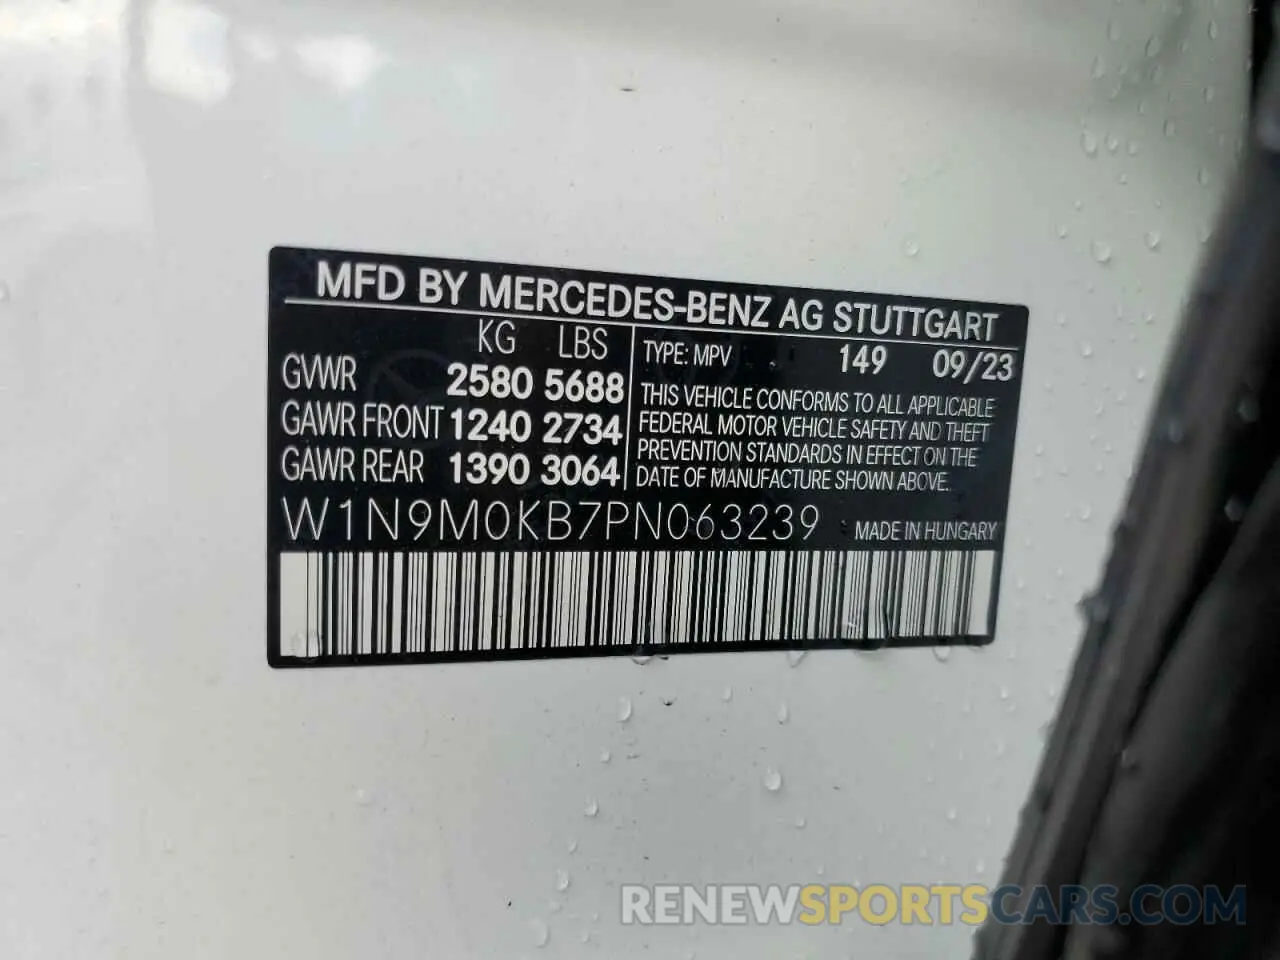 MFD BY MERCEDES-BENZ AG STUTTGART
KG LBS
GVWR 2580 5688
GAWR FRONT 1240 2734
GAWR REAR 1390 3064
TYPE: MPV 149 09/23
THIS VEHICLE CONFORMS TO ALL APPLICABLE
FEDERAL MOTOR VEHICLE SAFETY AND THEFT
PREVENTION STANDARDS IN EFFECT ON THE
DATE OF MANUFACTURE SHOWN ABOVE.
W1N9M0KB7PN063239 MADE IN HUNGARY
RENEWSPORTSCARS.COM